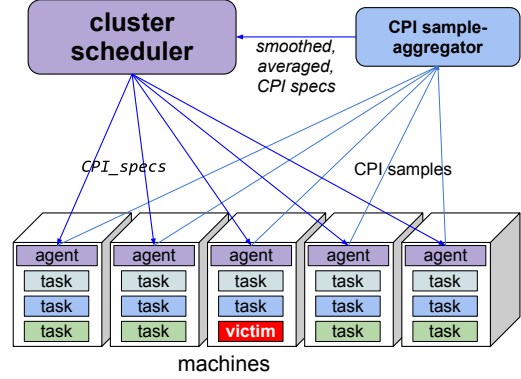 cluster
scheduler
CPI sample-
aggregator
smoothed,
averaged,
CPI specs
CPI_specs
CPI samples
agent
task
task
task
agent
task
task
task
agent
task
task
victim
agent
task
task
task
agent
task
task
task
machines